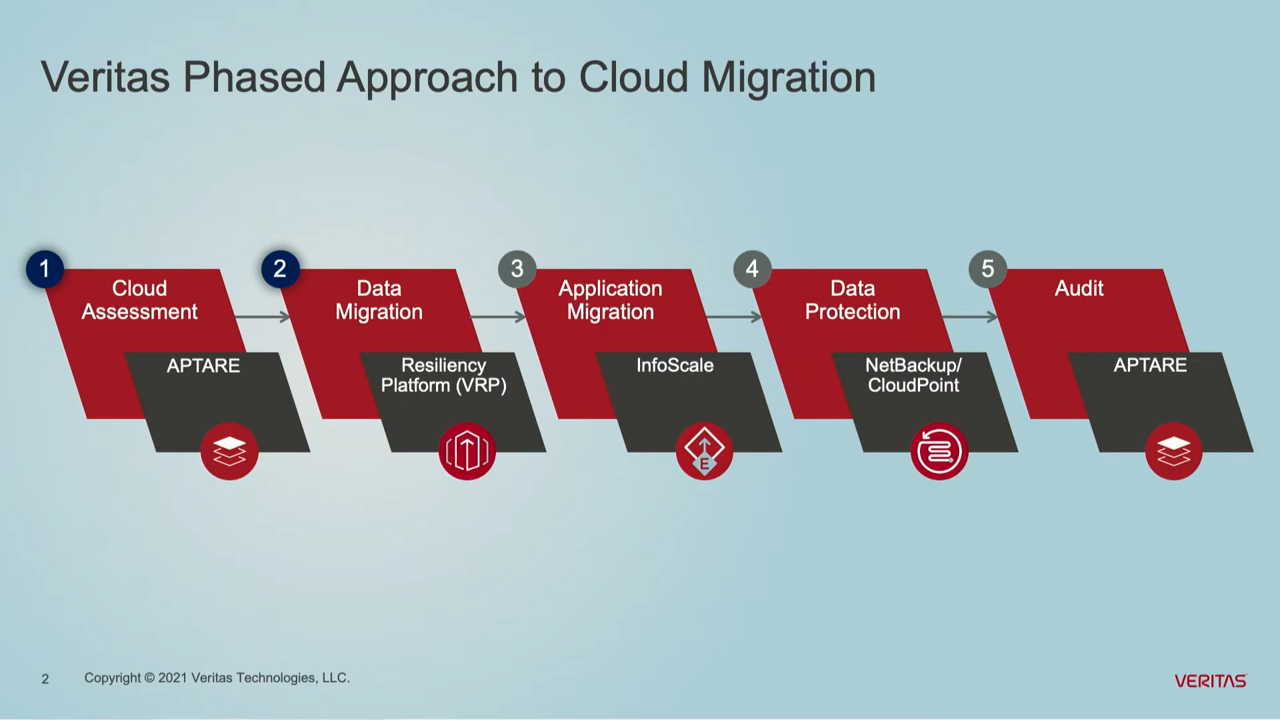 Veritas Phased Approach to Cloud Migration
1
Cloud
Assessment
APTARE
2
Data
Migration
Resiliency
Platform (VRP)
3
Application
Migration
InfoScale
E
4
Data
Protection
NetBackup/
CloudPoint
5
Audit
APTARE
2
Copyright © 2021 Veritas Technologies, LLC.
VERITAS